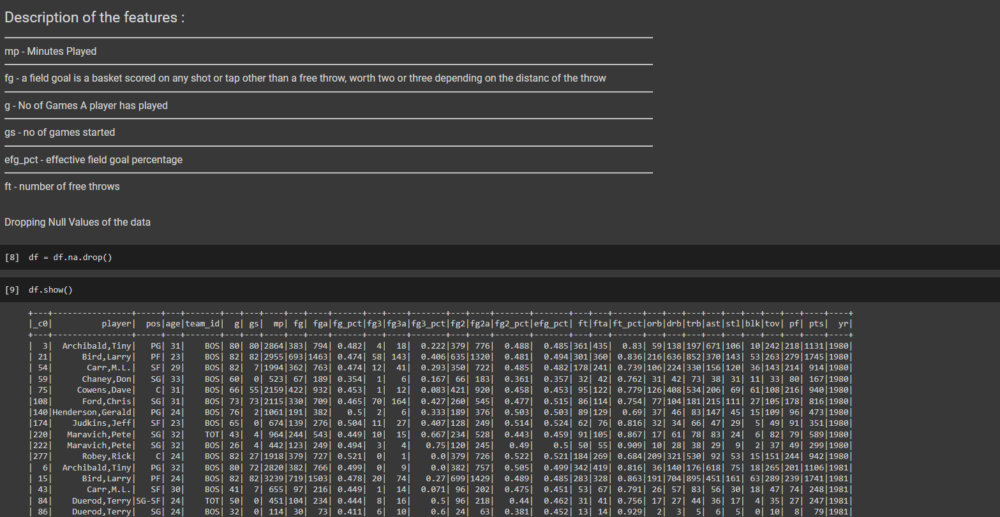 Description of the features :
mp - Minutes Played
fg - a field goal is a basket scored on any shot or tap other than a free throw, worth two or three depending on the distanc of the throw
g - No of Games A player has played
gs - no of games started
efg_pct - effective field goal percentage
ft - number of free throws
Dropping Null Values of the data
[8] df = df.na.drop()
[9] df.show()
+---+----------------+-----+---+-------+---+---+----+---+----+------+---+----+-------+---+----+-------+-------+---+---+------+---+---+---+---+---+---+---+---+----+----+
|_c0|          player|  pos|age|team_id|  g| gs|  mp| fg| fga|fg_pct|fg3|fg3a|fg3_pct|fg2|fg2a|fg2_pct|efg_pct| ft|fta|ft_pct|orb|drb|trb|ast|stl|blk|tov| pf| pts|  yr|
+---+----------------+-----+---+-------+---+---+----+---+----+------+---+----+-------+---+----+-------+-------+---+---+------+---+---+---+---+---+---+---+---+----+----+
|  3|  Archibald,Tiny|   PG| 31|    BOS| 80| 80|2864|383| 794| 0.482|  4|  18|  0.222|379| 776|  0.488|  0.485|361|435|  0.83| 59|138|197|671|106| 10|242|218|1131|1980|
| 21|      Bird,Larry|   PF| 23|    BOS| 82| 82|2955|693|1463| 0.474| 58| 143|  0.406|635|1320|  0.481|  0.494|301|360| 0.836|216|636|852|370|143| 53|263|279|1745|1980|
| 54|       Carr,M.L.|   SF| 29|    BOS| 82|  7|1994|362| 763| 0.474| 12|  41|  0.293|350| 722|  0.485|  0.482|178|241| 0.739|106|224|330|156|120| 36|143|214| 914|1980|
| 59|      Chaney,Don|   SG| 33|    BOS| 60|  0| 523| 67| 189| 0.354|  1|   6|  0.167| 66| 183|  0.361|  0.357| 32| 42| 0.762| 31| 42| 73| 38| 31| 11| 33| 80| 167|1980|
| 75|     Cowens,Dave|    C| 31|    BOS| 66| 55|2159|422| 932| 0.453|  1|  12|  0.083|421| 920|  0.458|  0.453| 95|122| 0.779|126|408|534|206| 69| 61|108|216| 940|1980|
|108|      Ford,Chris|   SG| 31|    BOS| 73| 73|2115|330| 709| 0.465| 70| 164|  0.427|260| 545|  0.477|  0.515| 86|114| 0.754| 77|104|181|215|111| 27|105|178| 816|1980|
|140|Henderson,Gerald|   PG| 24|    BOS| 76|  2|1061|191| 382|   0.5|  2|   6|  0.333|189| 376|  0.503|  0.503| 89|129|  0.69| 37| 46| 83|147| 45| 15|109| 96| 473|1980|
|174|    Judkins,Jeff|   SF| 23|    BOS| 65|  0| 674|139| 276| 0.504| 11|  27|  0.407|128| 249|  0.514|  0.524| 62| 76| 0.816| 32| 34| 66| 47| 29|  5| 49| 91| 351|1980|
|220|   Maravich,Pete|   SG| 32|    TOT| 43|  4| 964|244| 543| 0.449| 10|  15|  0.667|234| 528|  0.443|  0.459| 91|105| 0.867| 17| 61| 78| 83| 24|  6| 82| 79| 589|1980|
|222|   Maravich,Pete|   SG| 32|    BOS| 26|  4| 442|123| 249| 0.494|  3|   4|   0.75|120| 245|   0.49|    0.5| 50| 55| 0.909| 10| 28| 38| 29|  9|  2| 37| 49| 299|1980|
|277|      Robey,Rick|    C| 24|    BOS| 82| 27|1918|379| 727| 0.521|  0|   1|    0.0|379| 726|  0.522|  0.521|184|269| 0.684|209|321|530| 92| 53| 15|151|244| 942|1980|
|  6|  Archibald,Tiny|   PG| 32|    BOS| 80| 72|2820|382| 766| 0.499|  0|   9|    0.0|382| 757|  0.505|  0.499|342|419| 0.816| 36|140|176|618| 75| 18|265|201|1106|1981|
| 15|      Bird,Larry|   PF| 24|    BOS| 82| 82|3239|719|1503| 0.478| 20|  74|   0.27|699|1429|  0.489|  0.485|283|328| 0.863|191|704|895|451|161| 63|289|239|1741|1981|
| 43|       Carr,M.L.|   SF| 30|    BOS| 41|  7| 655| 97| 216| 0.449|  1|  14|  0.071| 96| 202|  0.475|  0.451| 53| 67| 0.791| 26| 57| 83| 56| 30| 18| 47| 74| 248|1981|
| 84|    Duerod,Terry|SG-SF| 24|    TOT| 50|  0| 451|104| 234| 0.444|  8|  16|    0.5| 96| 218|   0.44|  0.462| 31| 41| 0.756| 17| 27| 44| 36| 17|  4| 35| 27| 247|1981|
| 86|    Duerod,Terry|   SG| 24|    BOS| 32|  0| 114| 30|  73| 0.411|  6|  10|    0.6| 24|  63|  0.381|  0.452| 13| 14| 0.929|  2|  3|  5|  6|  5|  0| 10|  8|  79|1981|